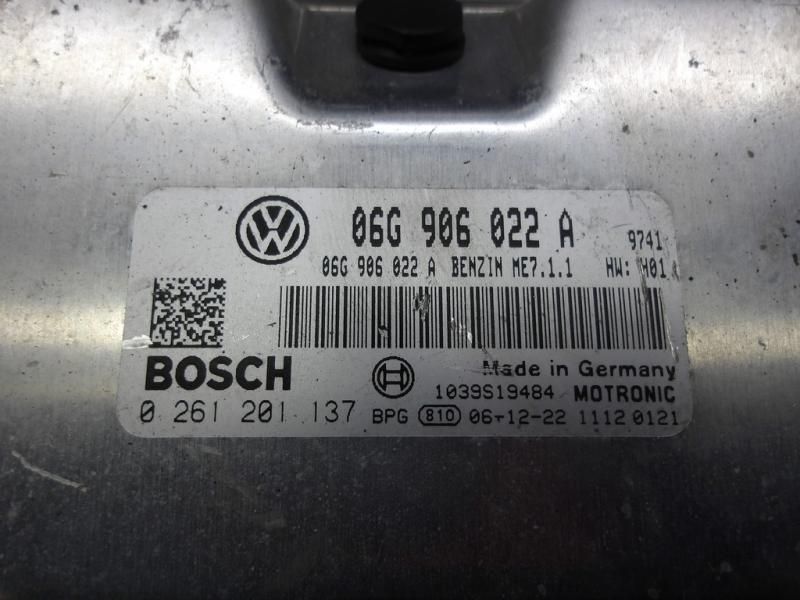 06G 906 022 A 9741
06G 906 022 A BENZIN ME7.1.1 HW: H01
BOSCH
Made in Germany
1039S19484 MOTRONIC
0 261 201 137 BPG 810 06-12-22 1112 0121